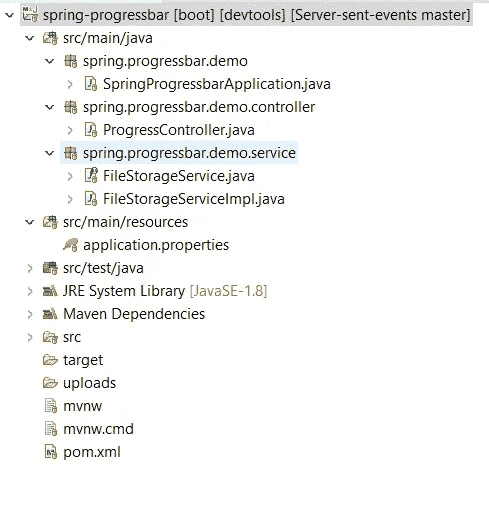 spring-progressbar [boot] [devtools] [Server-sent-events master]
src/main/java
spring.progressbar.demo
SpringProgressbarApplication.java
spring.progressbar.demo.controller
ProgressController.java
spring.progressbar.demo.service
FileStorageService.java
FileStorageServiceImpl.java
src/main/resources
application.properties
src/test/java
JRE System Library [JavaSE-1.8]
Maven Dependencies
src
target
uploads
mvnw
mvnw.cmd
pom.xml